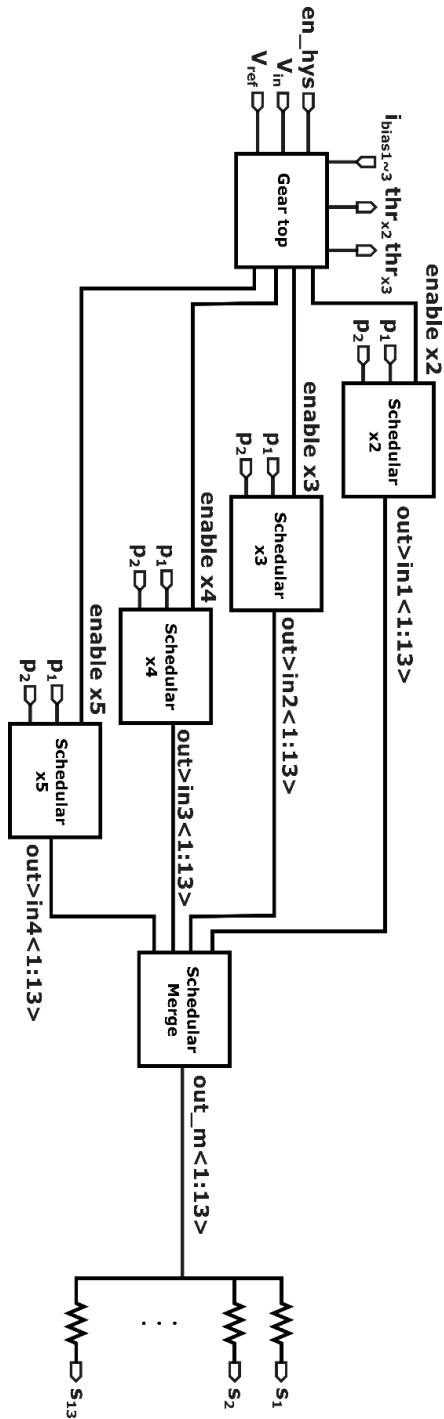 en_hys
V_in
V_ref
i_bias1~3
thr_x2
thr_x3
Gear top
enable x2
p_1
p_2
Schedular
x2
out>in1<1:13>
enable x3
p_1
p_2
Schedular
x3
out>in2<1:13>
enable x4
p_1
p_2
Schedular
x4
out>in3<1:13>
enable x5
p_1
p_2
Schedular
x5
out>in4<1:13>
Schedular
Merge
out_m<1:13>
s_1
s_2
. . .
s_13